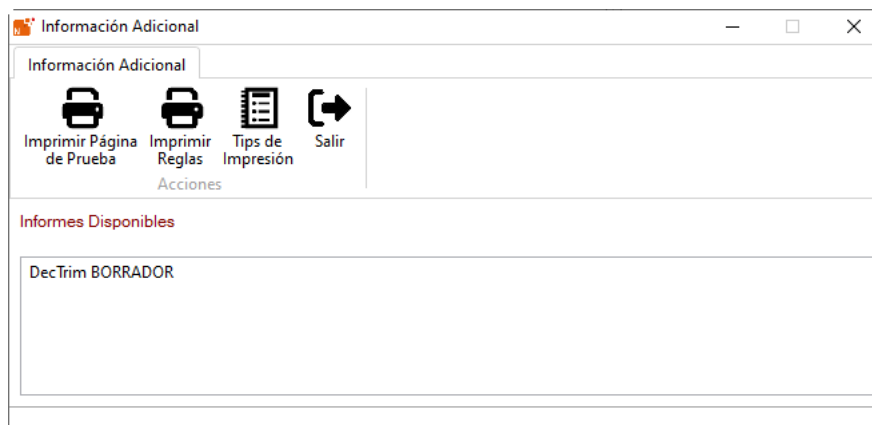 Información Adicional
Información Adicional
Imprimir Página
de Prueba
Imprimir
Reglas
Tips de
Impresión
Salir
Acciones
Informes Disponibles
DecTrim BORRADOR